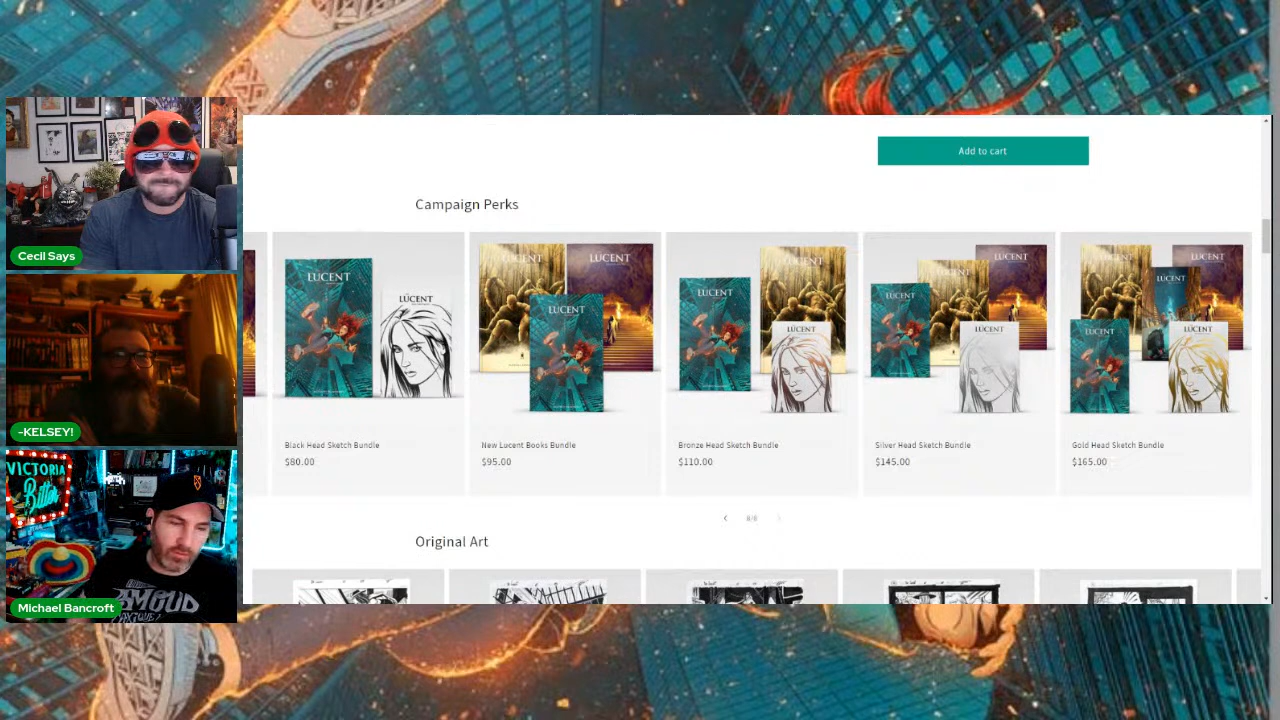 Cecil Says
-KELSEY!
VICTORIA
Bitter
Michael Bancroft
Add to cart
Campaign Perks
LUCENT
LUCENT
LUCENT
LUCENT
LUCENT
LUCENT
LUCENT
LUCENT
LUCENT
LUCENT
LUCENT
LUCENT
Black Head Sketch Bundle
$80.00
New Lucent Books Bundle
$95.00
Bronze Head Sketch Bundle
$110.00
Silver Head Sketch Bundle
$145.00
Gold Head Sketch Bundle
$165.00
Original Art